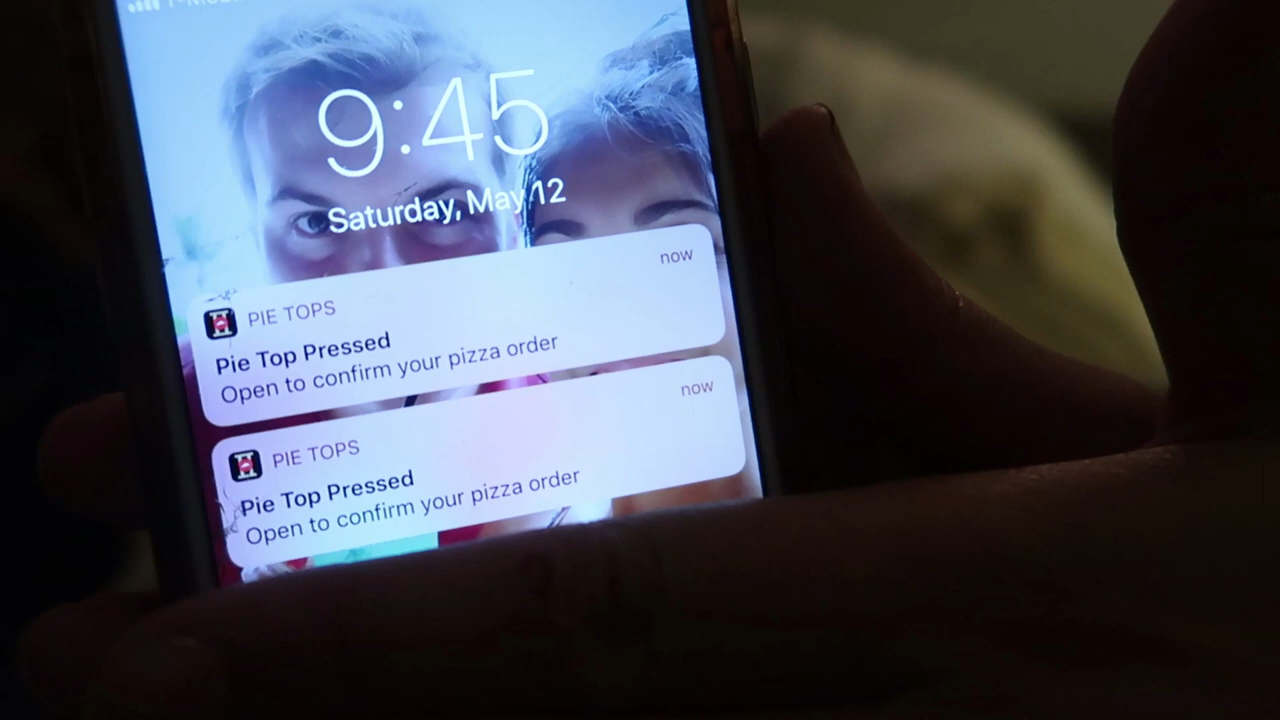 9:45
Saturday, May 12
PIE TOPS
now
Pie Top Pressed
Open to confirm your pizza order
PIE TOPS
now
Pie Top Pressed
Open to confirm your pizza order